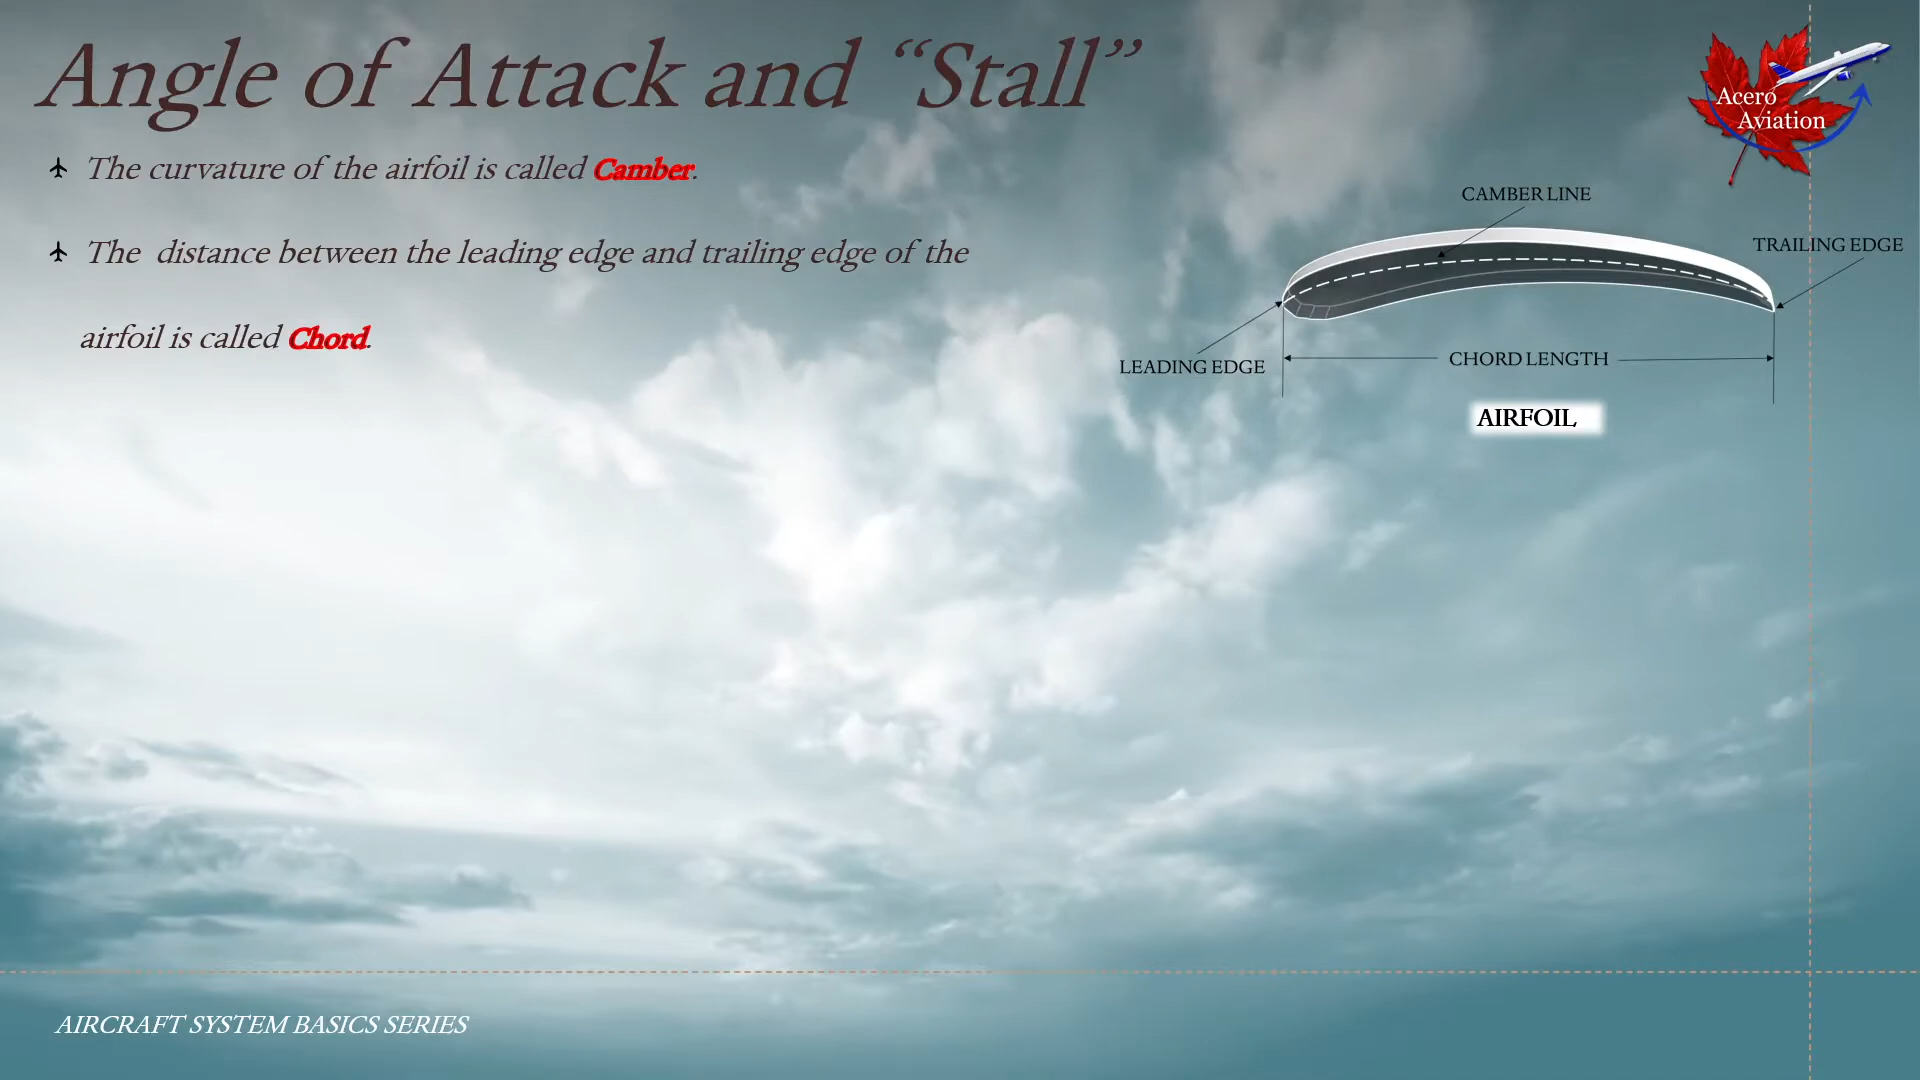 Angle of Attack and “Stall”
Acero
Aviation
The curvature of the airfoil is called Camber.
CAMBER LINE
TRAILING EDGE
The distance between the leading edge and trailing edge of the
airfoil is called Chord.
LEADING EDGE
CHORD LENGTH
AIRFOIL
AIRCRAFT SYSTEM BASICS SERIES